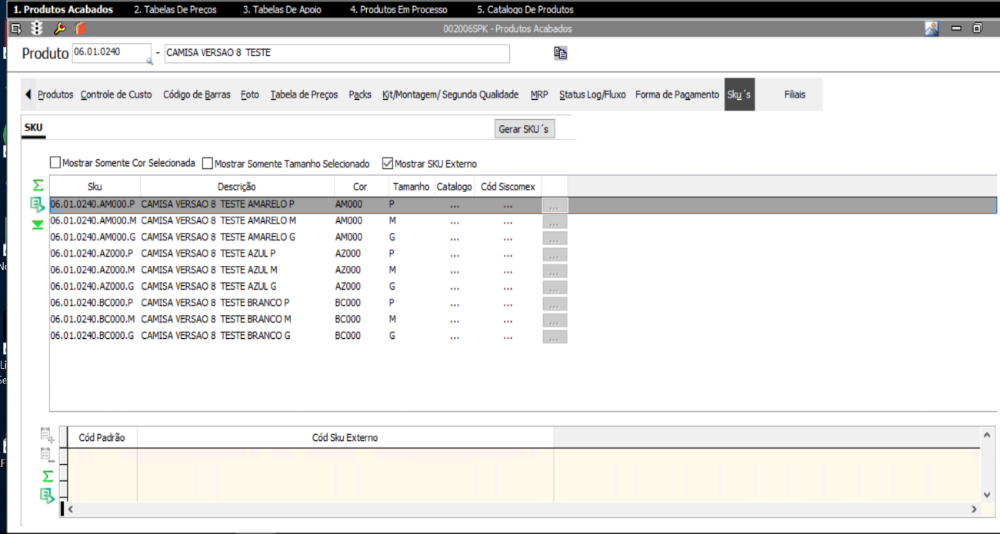 1. Produtos Acabados 2. Tabelas De Preços 3. Tabelas De Apoio 4. Produtos Em Processo 5. Catalogo De Produtos
002006SPK - Produtos Acabados
Produto 06.01.0240 - CAMISA VERSAO 8 TESTE
Produtos Controle de Custo Código de Barras Foto Tabela de Preços Packs Kit/Montagem/ Segunda Qualidade MRP Status Log/Fluxo Forma de Pagamento Sku´s Filiais
SKU Gerar SKU´s
Mostrar Somente Cor Selecionada Mostrar Somente Tamanho Selecionado Mostrar SKU Externo
Sku Descrição Cor Tamanho Catalogo Cód Siscomex
06.01.0240.AM000.P CAMISA VERSAO 8 TESTE AMARELO P AM000 P ... ... ...
06.01.0240.AM000.M CAMISA VERSAO 8 TESTE AMARELO M AM000 M ... ... ...
06.01.0240.AM000.G CAMISA VERSAO 8 TESTE AMARELO G AM000 G ... ... ...
06.01.0240.AZ000.P CAMISA VERSAO 8 TESTE AZUL P AZ000 P ... ... ...
06.01.0240.AZ000.M CAMISA VERSAO 8 TESTE AZUL M AZ000 M ... ... ...
06.01.0240.AZ000.G CAMISA VERSAO 8 TESTE AZUL G AZ000 G ... ... ...
06.01.0240.BC000.P CAMISA VERSAO 8 TESTE BRANCO P BC000 P ... ... ...
06.01.0240.BC000.M CAMISA VERSAO 8 TESTE BRANCO M BC000 M ... ... ...
06.01.0240.BC000.G CAMISA VERSAO 8 TESTE BRANCO G BC000 G ... ... ...
Cód Padrão Cód Sku Externo